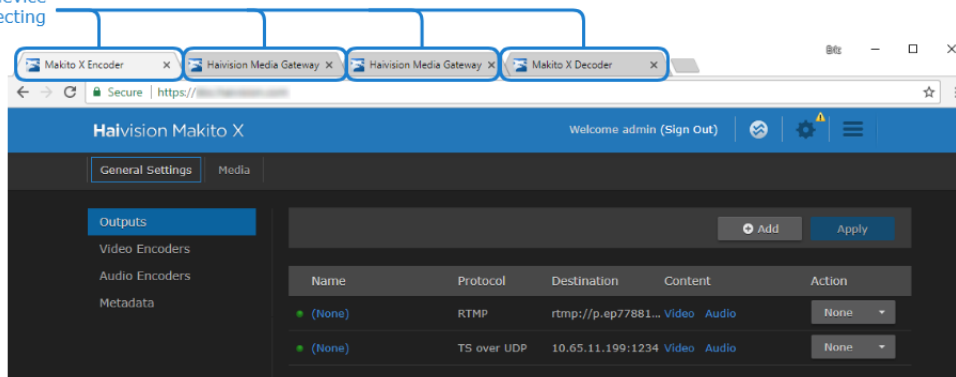 ecting
Makito X Encoder
Haivision Media Gateway
Haivision Media Gateway
Makito X Decoder
Secure https://
Haivision Makito X
Welcome admin (Sign Out)
General Settings Media
Outputs
Video Encoders
Audio Encoders
Metadata
Add Apply
Name Protocol Destination Content Action
(None) RTMP rtmp://p.ep77881... Video Audio None
(None) TS over UDP 10.65.11.199:1234 Video Audio None